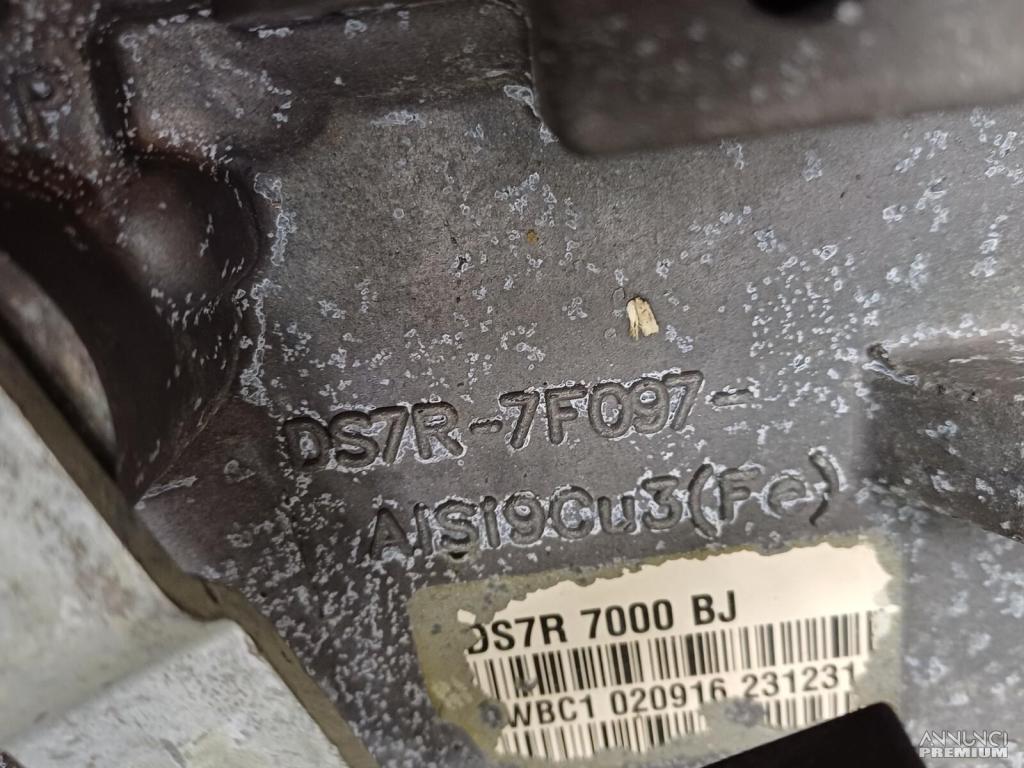 P
DS7R-7F097-
AlSi9Cu3(Fe)
DS7R 7000 BJ
WBC1 020916 231231
ANNUNCI
PREMIUM